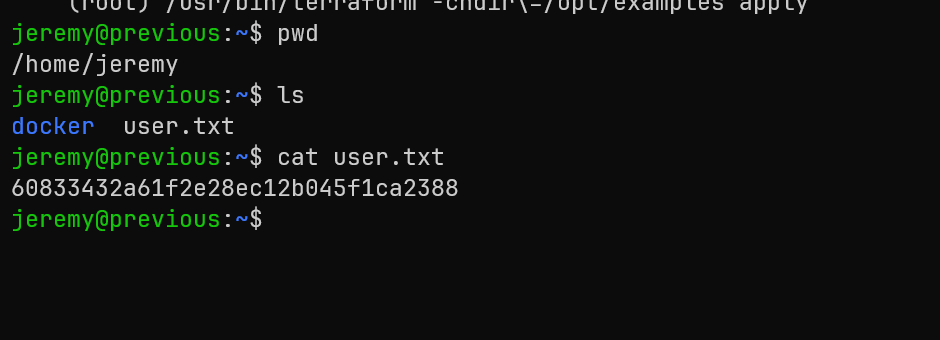 (root) /usr/bin/terraform -chdir\=/opt/examples apply
jeremy@previous:~$ pwd
/home/jeremy
jeremy@previous:~$ ls
docker  user.txt
jeremy@previous:~$ cat user.txt
60833432a61f2e28ec12b045f1ca2388
jeremy@previous:~$